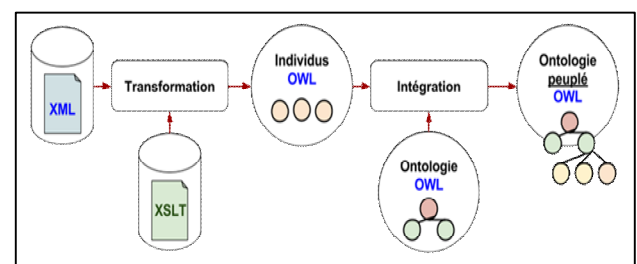 XML
Transformation
XSLT
Individus
OWL
Intégration
Ontologie
OWL
Ontologie
peuplé
OWL